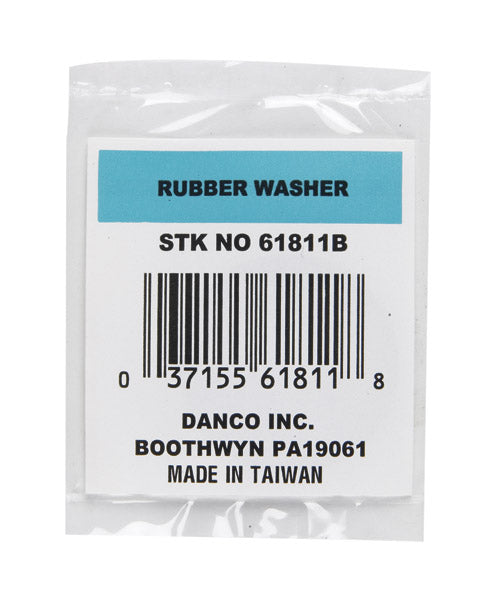 RUBBER WASHER
STK NO 61811B
0 37155 61811 8
DANCO INC.
BOOTHWYN PA19061
MADE IN TAIWAN